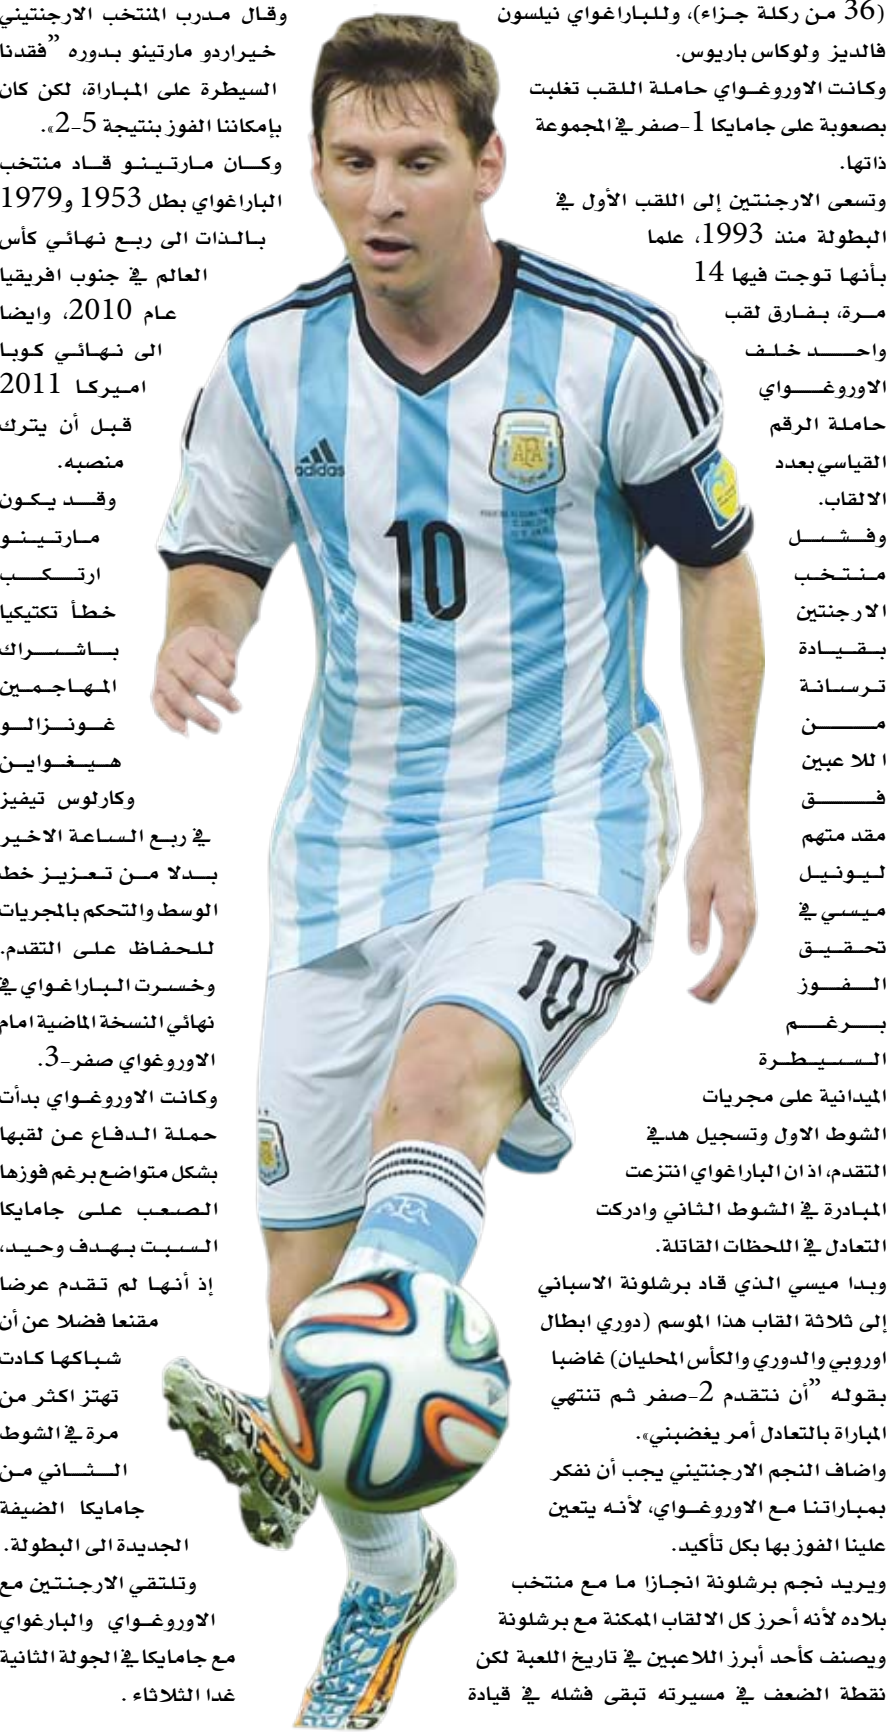 (36 من ركلة جزاء)، وللباراغواي نيلسون
فالديز ولوكاس باريوس.
وكانت الاوروغواي حاملة اللقب تغلبت
بصعوبة على جامايكا 1-صفر في المجموعة
ذاتها.
وتسعى الارجنتين إلى اللقب الأول في
البطولة منذ 1993، علما
بأنها توجت فيها 14
مرة، بفارق لقب
واحد خلف
الاوروغواي
حاملة الرقم
القياسي بعدد
الالقاب.
وفشل
منتخب
الارجنتين
بقيادة
ترسانة
من
اللاعبين
فق
مقدمتهم
ليونيل
ميسي في
تحقيق
الفوز
برغم
السيطرة
الميدانية على مجريات
الشوط الاول وتسجيل هدفي
التقدم، اذ ان الباراغواي انتزعت
المبادرة في الشوط الثاني وادركت
التعادل في اللحظات القاتلة.
وبدا ميسي الذي قاد برشلونة الاسباني
إلى ثلاثة القاب هذا الموسم (دوري ابطال
اوروبي والدوري والكأس المحليان) غاضبا
بقوله ”أن نتقدم 2-صفر ثم تنتهي
المباراة بالتعادل أمر يغضبني».
واضاف النجم الارجنتيني يجب أن نفكر
بمباراتنا مع الاوروغواي، لأنه يتعين
علينا الفوز بها بكل تأكيد.
ويريد نجم برشلونة انجازا ما مع منتخب
بلاده لأنه أحرز كل الالقاب الممكنة مع برشلونة
ويصنف كأحد أبرز اللاعبين في تاريخ اللعبة لكن
نقطة الضعف في مسيرته تبقى فشله في قيادة
وقال مدرب المنتخب الارجنتيني
خيراردو مارتينو بدوره ”فقدنا
السيطرة على المباراة، لكن كان
بإمكاننا الفوز بنتيجة 5-2».
وكان مارتينو قاد منتخب
الباراغواي بطل 1953 و1979
بالذات الى ربع نهائي كأس
العالم في جنوب افريقيا
عام 2010، وايضا
الى نهائي كوبا
اميركا 2011
قبل أن يترك
منصبه.
وقد يكون
مارتينو
ارتكب
خطأ تكتيكيا
باشراك
المهاجمين
غونزالو
هيغواين
وكارلوس تيفيز
في ربع الساعة الاخير
بدلا من تعزيز خط
الوسط والتحكم بالمجريات
للحفاظ على التقدم.
وخسرت الباراغواي في
نهائي النسخة الماضية امام
الاوروغواي صفر-3.
وكانت الاوروغواي بدأت
حملة الدفاع عن لقبها
بشكل متواضع برغم فوزها
الصعب على جامايكا
السبت بهدف وحيد،
إذ أنها لم تقدم عرضا
مقنعا فضلا عن أن
شباكها كادت
تهتز اكثر من
مرة في الشوط
الثاني من
جامايكا الضيفة
الجديدة الى البطولة.
وتلتقي الارجنتين مع
الاوروغواي والبارغواي
مع جامايكا في الجولة الثانية
غدا الثلاثاء .
adidas
AFA
10
10
AFA